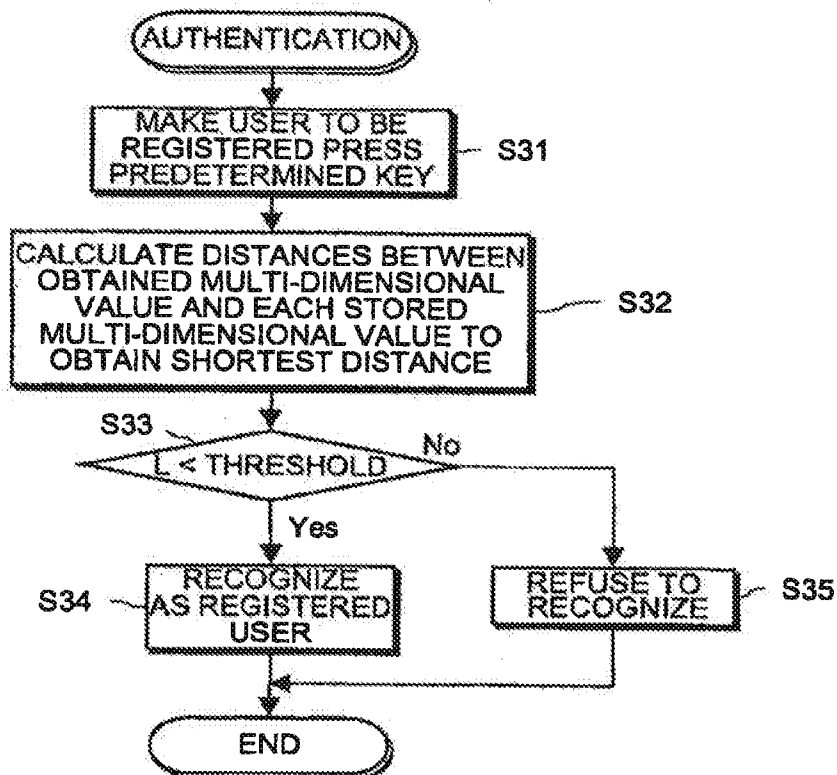 AUTHENTICATION
MAKE USER TO BE
REGISTERED PRESS
PREDETERMINED KEY
S31
CALCULATE DISTANCES BETWEEN
OBTAINED MULTI-DIMENSIONAL
VALUE AND EACH STORED
MULTI-DIMENSIONAL VALUE TO
OBTAIN SHORTEST DISTANCE
S32
S33
L < THRESHOLD
No
Yes
S34
RECOGNIZE
AS REGISTERED
USER
REFUSE TO
RECOGNIZE
S35
END